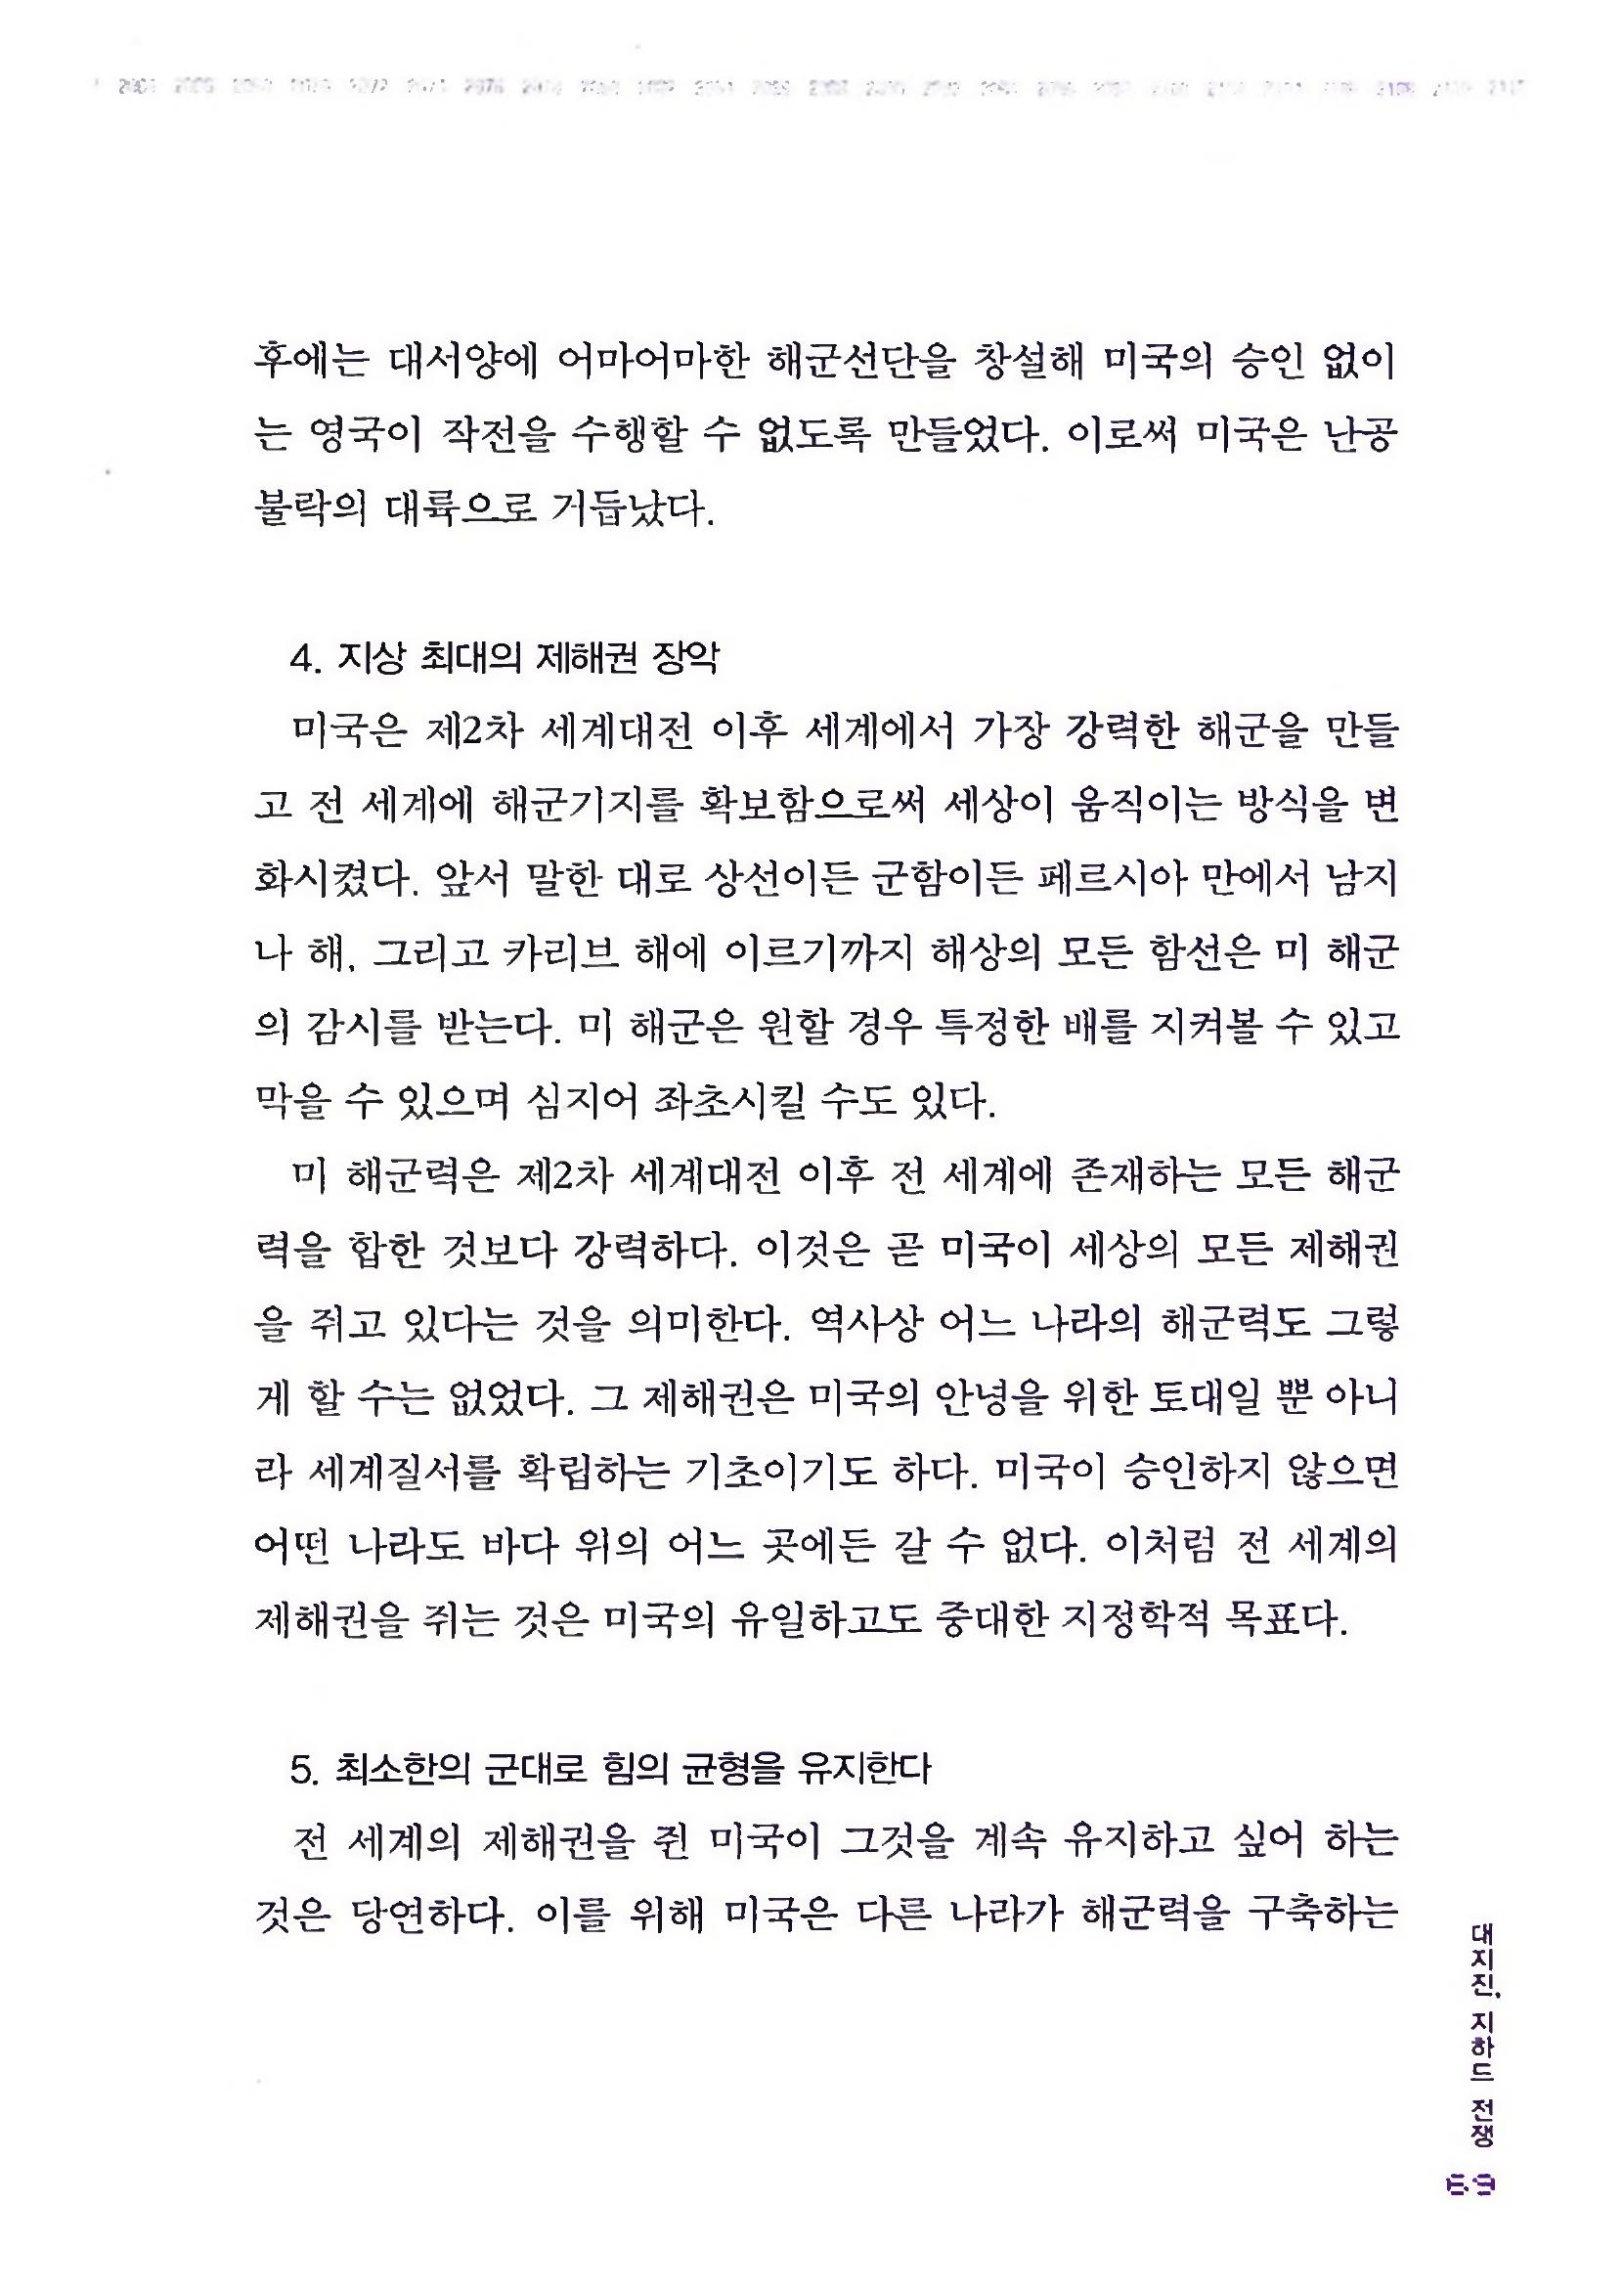 후에는 대서양에 어마어마한 해군선단을 창설해 미국의 승인 없이
는 영국이 작전을 수행할 수 없도록 만들었다. 이로써 미국은 난공
불락의 대륙으로 거듭났다.
4. 지상 최대의 제해권 장악
미국은 제2차 세계대전 이후 세계에서 가장 강력한 해군을 만들
고 전 세계에 해군기지를 확보함으로써 세상이 움직이는 방식을 변
화시켰다. 앞서 말한 대로 상선이든 군함이든 페르시아 만에서 남지
나 해, 그리고 카리브 해에 이르기까지 해상의 모든 함선은 미 해군
의 감시를 받는다. 미 해군은 원할 경우 특정한 배를 지켜볼 수 있고
막을 수 있으며 심지어 좌초시킬 수도 있다.
미 해군력은 제2차 세계대전 이후 전 세계에 존재하는 모든 해군
력을 합한 것보다 강력하다. 이것은 곧 미국이 세상의 모든 제해권
을 쥐고 있다는 것을 의미한다. 역사상 어느 나라의 해군력도 그렇
게 할 수는 없었다. 그 제해권은 미국의 안녕을 위한 토대일 뿐 아니
라 세계질서를 확립하는 기초이기도 하다. 미국이 승인하지 않으면
어떤 나라도 바다 위의 어느 곳에든 갈 수 없다. 이처럼 전 세계의
제해권을 쥐는 것은 미국의 유일하고도 중대한 지정학적 목표다.
5. 최소한의 군대로 힘의 균형을 유지한다
전 세계의 제해권을 쥔 미국이 그것을 계속 유지하고 싶어 하는
것은 당연하다. 이를 위해 미국은 다른 나라가 해군력을 구축하는
대지진, 지하드 전쟁
69